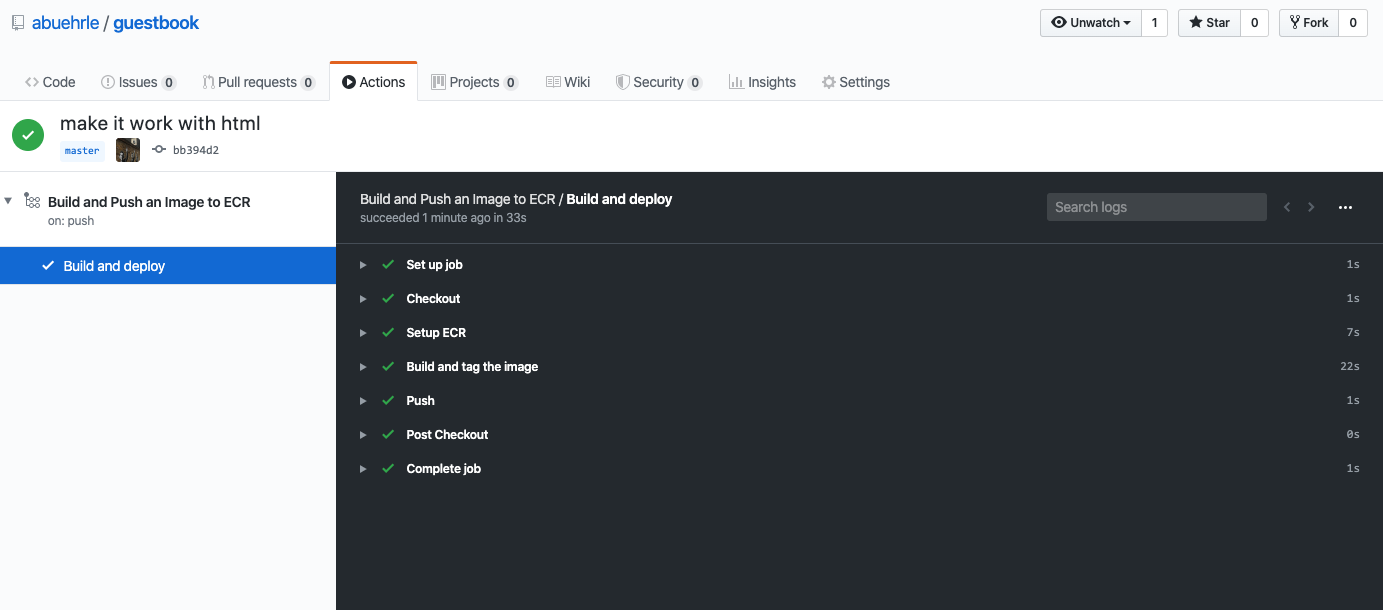 abuehrle / guestbook
Unwatch 1 Star 0 Fork 0
Code Issues 0 Pull requests 0 Actions Projects 0 Wiki Security 0 Insights Settings
make it work with html
master bb394d2
Build and Push an Image to ECR
on: push
Build and deploy
Build and Push an Image to ECR / Build and deploy
succeeded 1 minute ago in 33s
Search logs
Set up job 1s
Checkout 1s
Setup ECR 7s
Build and tag the image 22s
Push 1s
Post Checkout 0s
Complete job 1s